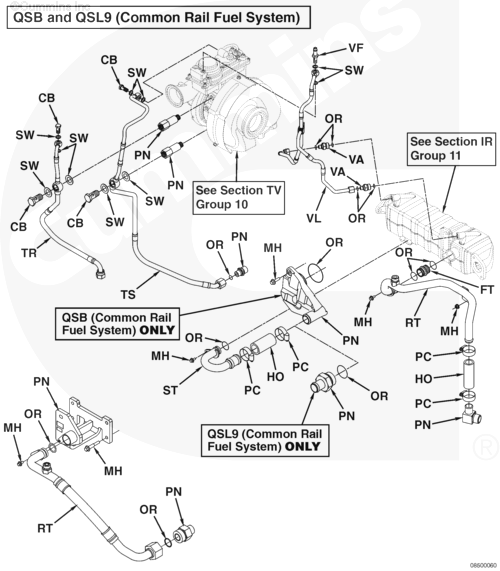 ©Cummins Inc
QSB and QSL9 (Common Rail Fuel System)
CB
SW
VF
SW
CB
SW
SW
OR
PN
PN
VA
VA
See Section IR
Group 11
SW
CB
SW
SW
CB
See Section TV
Group 10
VL
OR
TR
TS
OR
PN
MH
OR
OR
FT
QSB (Common Rail
Fuel System) ONLY
PN
MH
RT
MH
OR
MH
ST
PC
HO
PC
PC
HO
PC
PN
PN
OR
MH
OR
PN
QSL9 (Common Rail
Fuel System) ONLY
MH
RT
OR
PN
08500060
Cummins
®